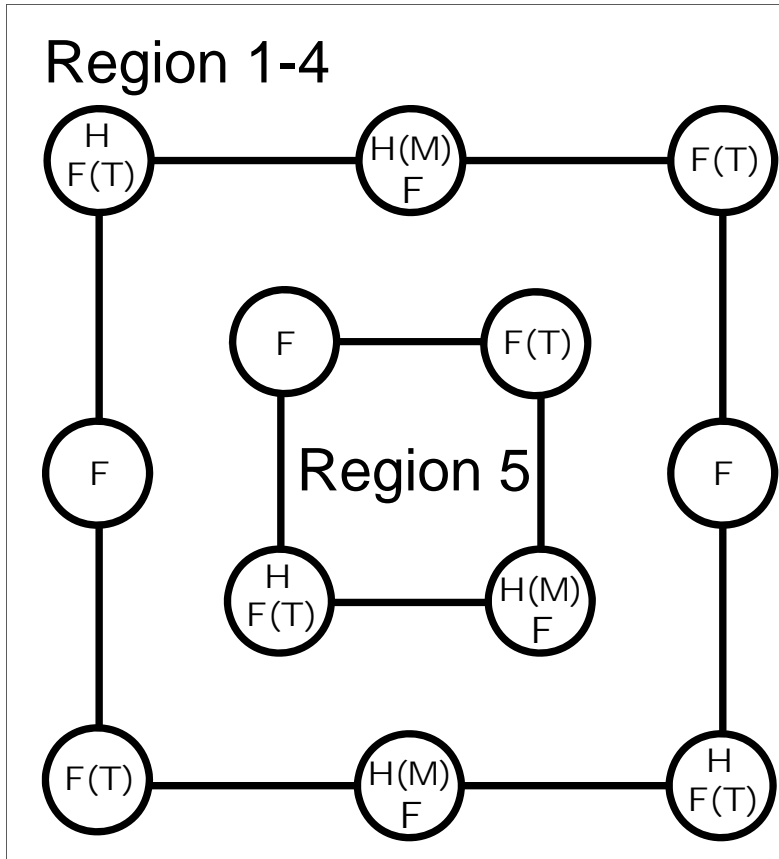 Region 1-4
H
F(T)
H(M)
F
F(T)
F
F(T)
F
Region 5
F
H
F(T)
H(M)
F
F(T)
H(M)
F
H
F(T)